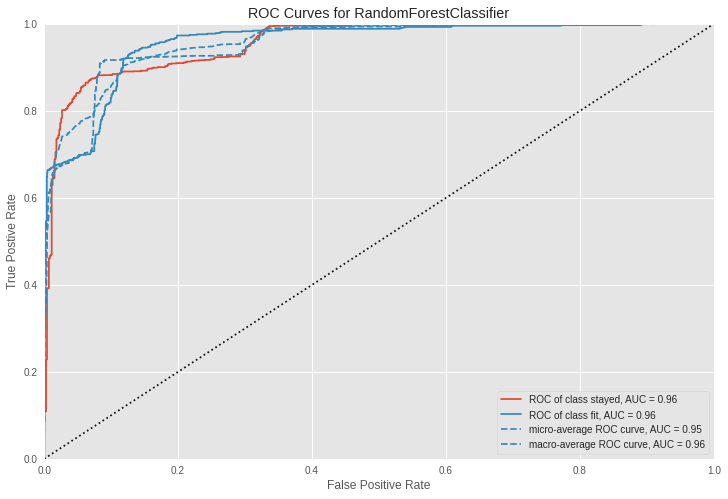 ROC Curves for RandomForestClassifier
True Postive Rate
1.0
0.8
0.6
0.4
0.2
0.0
0.0
0.2
0.4
0.6
0.8
1.0
False Positive Rate
ROC of class stayed, AUC = 0.96
ROC of class fit, AUC = 0.96
micro-average ROC curve, AUC = 0.95
macro-average ROC curve, AUC = 0.96